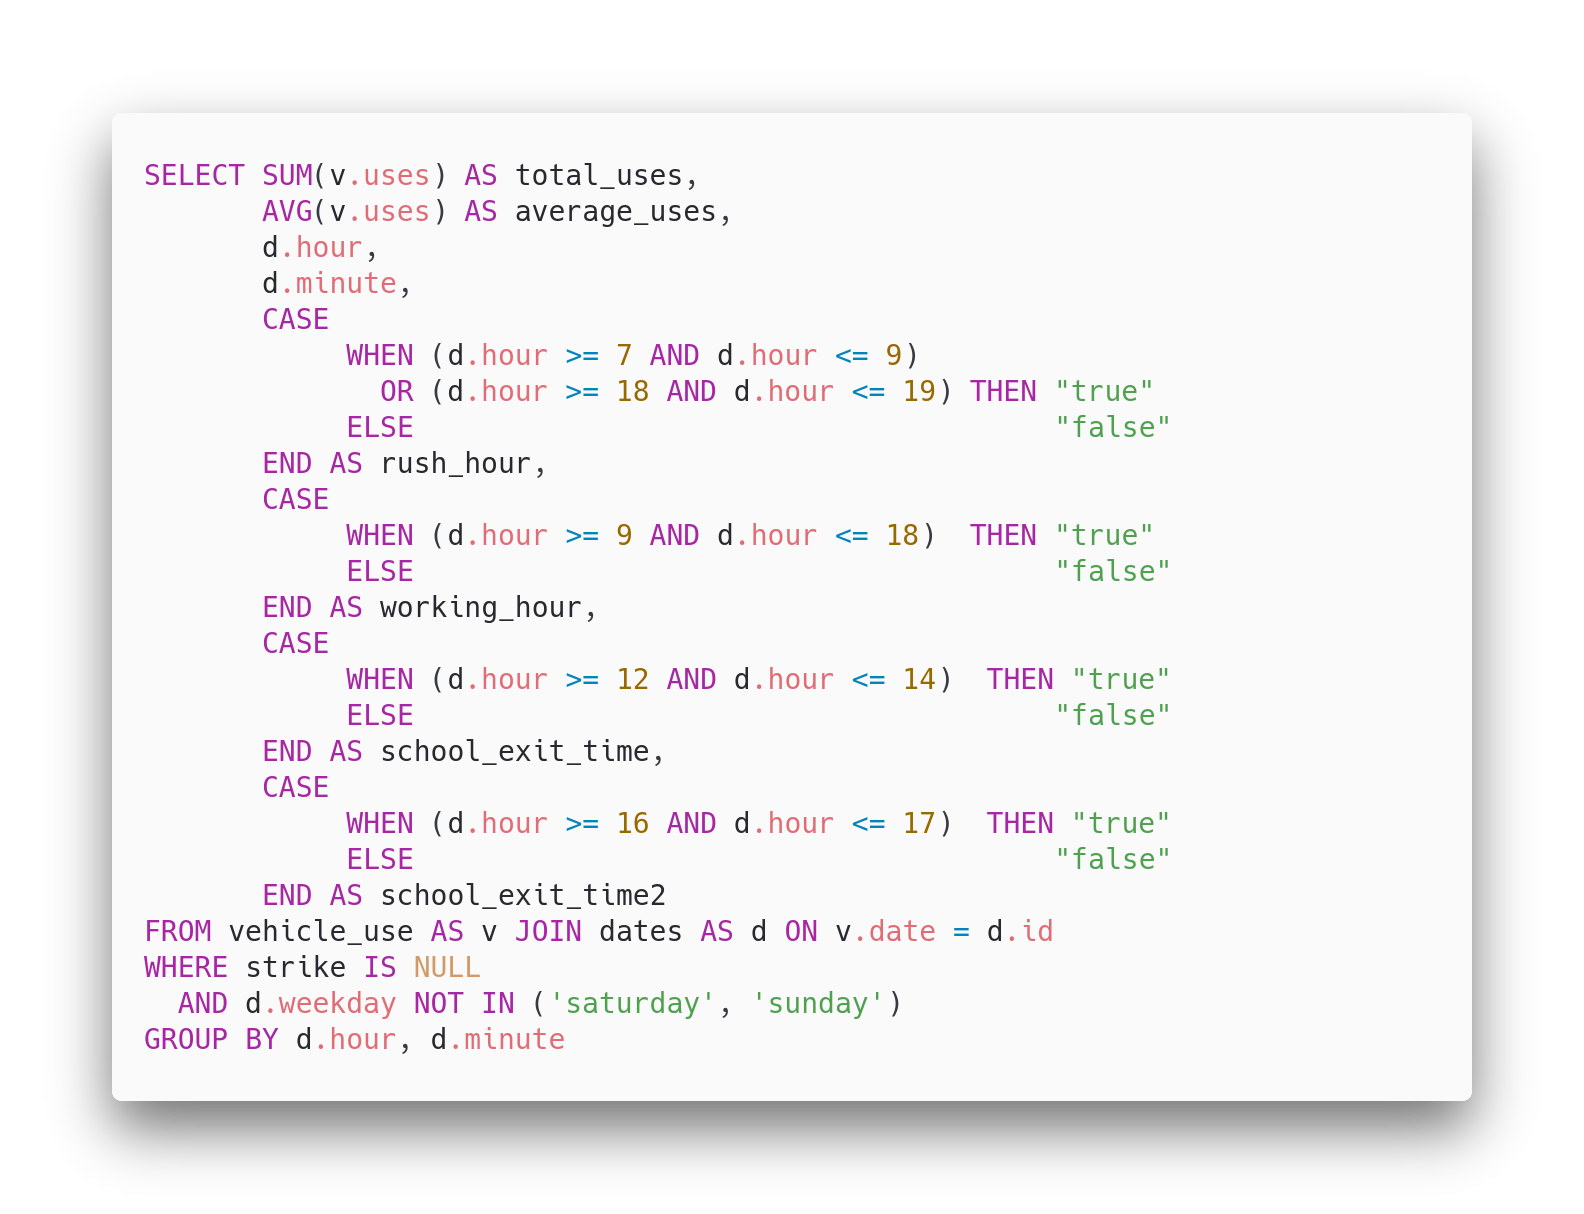 SELECT SUM(v.uses) AS total_uses,
       AVG(v.uses) AS average_uses,
       d.hour,
       d.minute,
       CASE
            WHEN (d.hour >= 7 AND d.hour <= 9)
              OR (d.hour >= 18 AND d.hour <= 19) THEN "true"
            ELSE                                      "false"
       END AS rush_hour,
       CASE
            WHEN (d.hour >= 9 AND d.hour <= 18)  THEN "true"
            ELSE                                      "false"
       END AS working_hour,
       CASE
            WHEN (d.hour >= 12 AND d.hour <= 14)  THEN "true"
            ELSE                                      "false"
       END AS school_exit_time,
       CASE
            WHEN (d.hour >= 16 AND d.hour <= 17)  THEN "true"
            ELSE                                      "false"
       END AS school_exit_time2
FROM vehicle_use AS v JOIN dates AS d ON v.date = d.id
WHERE strike IS NULL
  AND d.weekday NOT IN ('saturday', 'sunday')
GROUP BY d.hour, d.minute